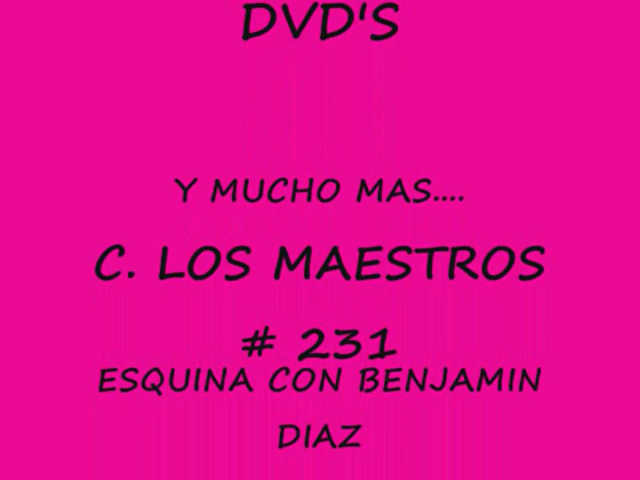 DVD'S
Y MUCHO MAS....
C. LOS MAESTROS
# 231
ESQUINA CON BENJAMIN
DIAZ